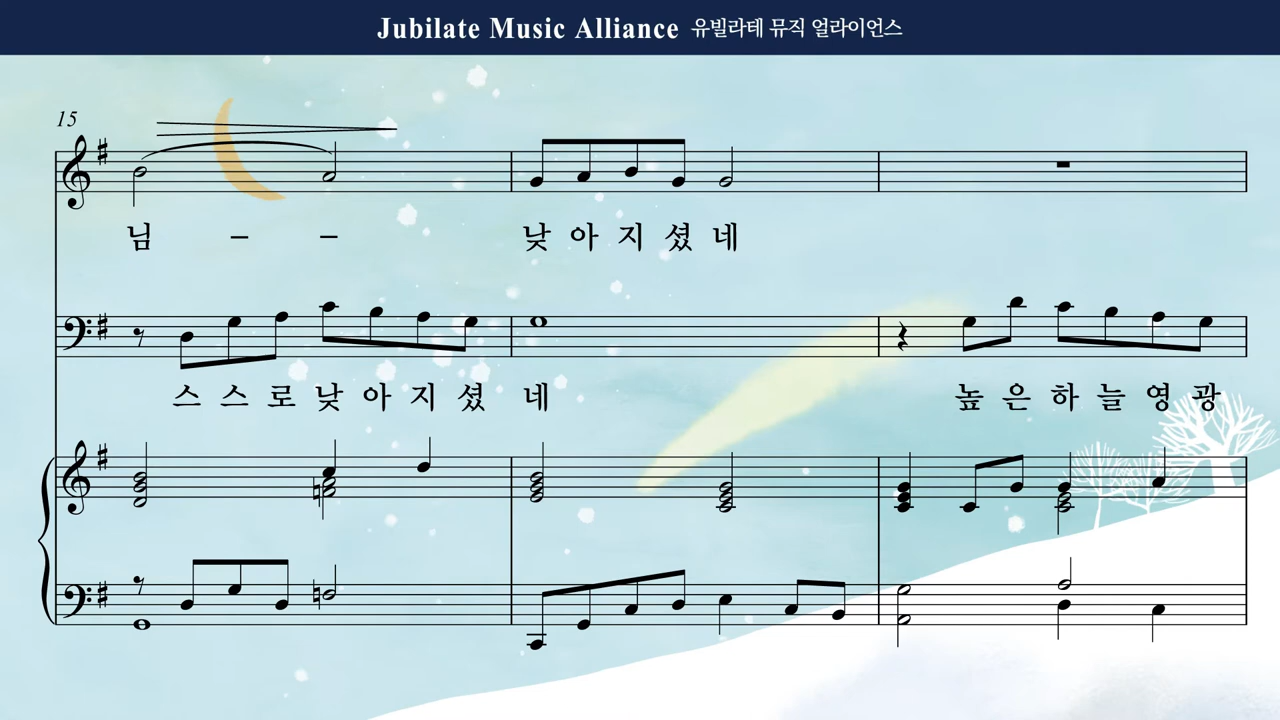 Jubilate Music Alliance 유빌라테 뮤직 얼라이언스
15
님 - - 낮 아 지 셨 네
스 스 로 낮 아 지 셨 네 높 은 하 늘 영 광